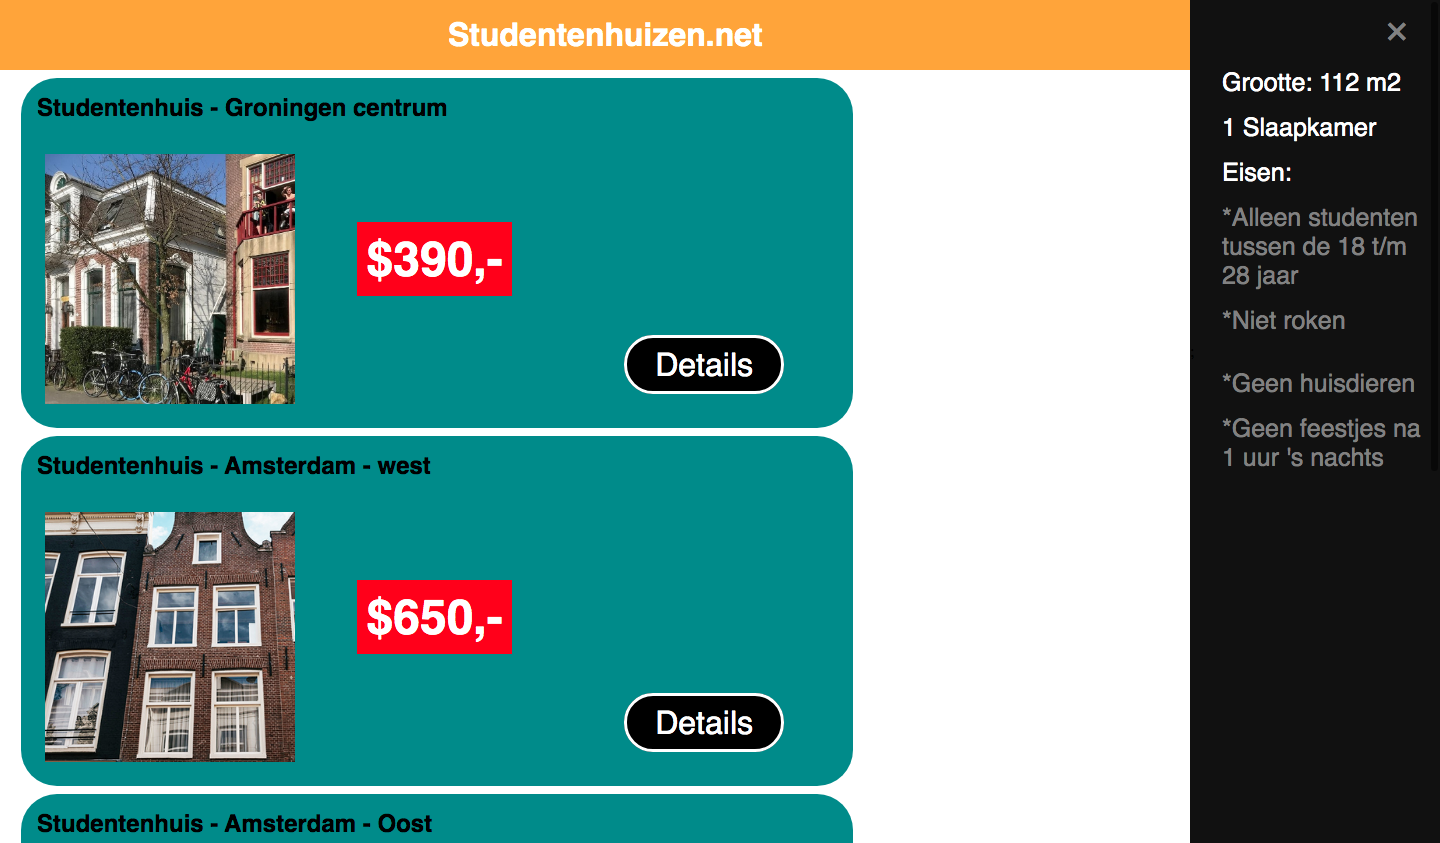 Studentenhuizen.net
Studentenhuis - Groningen centrum
$390,-
Details
Studentenhuis - Amsterdam - west
$650,-
Details
Studentenhuis - Amsterdam - Oost
×
Grootte: 112 m2
1 Slaapkamer
Eisen:
*Alleen studenten
tussen de 18 t/m
28 jaar
*Niet roken
*Geen huisdieren
*Geen feestjes na
1 uur 's nachts